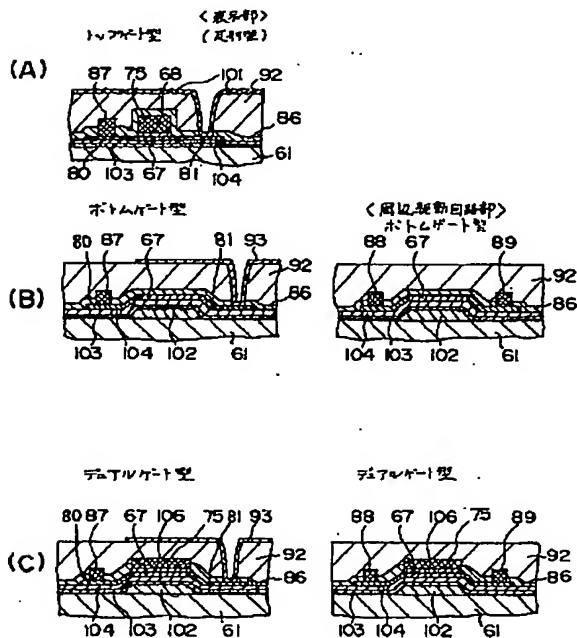 〈表示部〉
トップゲート型 (反射型)
(A)
87 75 68 101 92
86
61
80 103 67 81 104
ボトムゲート型
〈周辺駆動回路部〉
ボトムゲート型
(B)
80 87 67 81 93
92
86
103 104 102 61
88 67 89
92
86
104 103 102 61
デュアルゲート型
デュアルゲート型
(C)
80 87 67 106 75 81 93
92
86
104 103 102 61
88 67 106 75 89
92
86
103 104 102 61